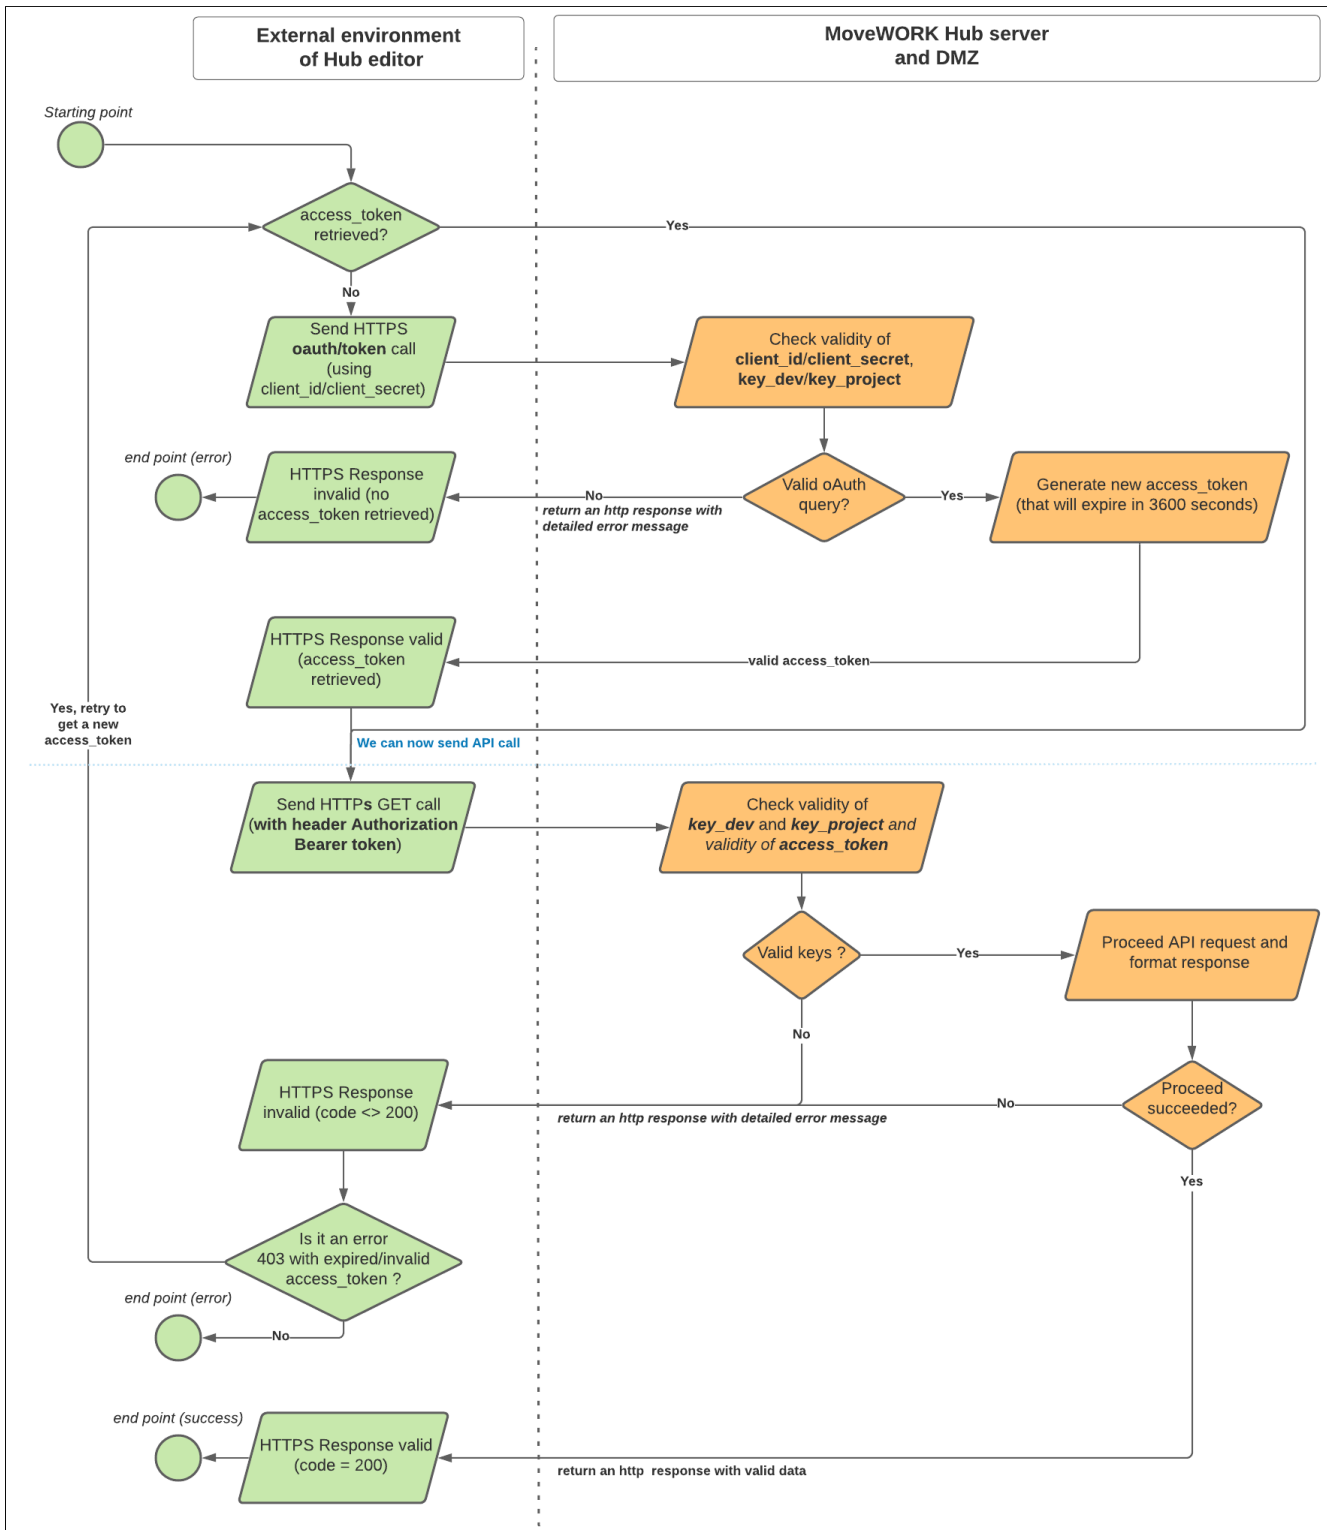 External environment
of Hub editor
MoveWORK Hub server
and DMZ
Starting point
access_token
retrieved?
Yes
No
Send HTTPS
oauth/token call
(using
client_id/client_secret)
Check validity of
client_id/client_secret,
key_dev/key_project
end point (error)
HTTPS Response
invalid (no
access_token retrieved)
No
return an http response with
detailed error message
Valid oAuth
query?
Yes
Generate new access_token
(that will expire in 3600 seconds)
HTTPS Response valid
(access_token
retrieved)
valid access_token
Yes, retry to
get a new
access_token
We can now send API call
Send HTTPs GET call
(with header Authorization
Bearer token)
Check validity of
key_dev and key_project and
validity of access_token
Valid keys ?
Yes
Proceed API request and
format response
No
HTTPS Response
invalid (code <> 200)
return an http response with detailed error message
No
Proceed
succeeded?
Yes
Is it an error
403 with expired/invalid
access_token ?
end point (error)
No
end point (success)
HTTPS Response valid
(code = 200)
return an http  response with valid data